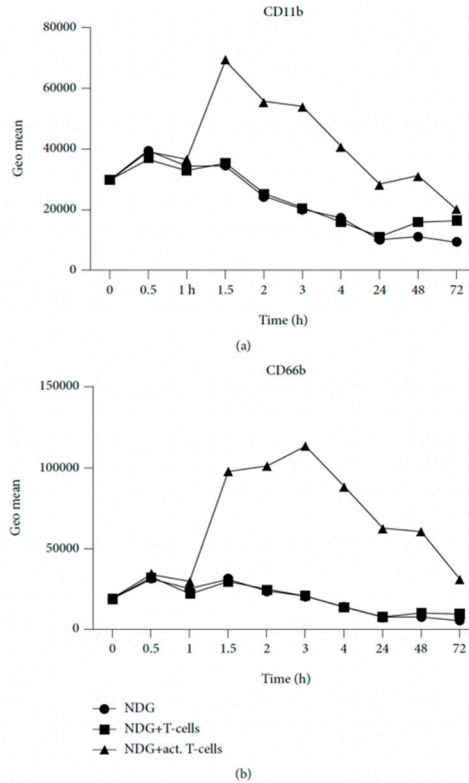 CD11b
80000
60000
40000
20000
0
Geo mean
0 0.5 1 h 1.5 2 3 4 24 48 72
Time (h)
(a)
CD66b
150000
100000
50000
0
Geo mean
0 0.5 1 1.5 2 3 4 24 48 72
Time (h)
NDG
NDG+T-cells
NDG+act. T-cells
(b)